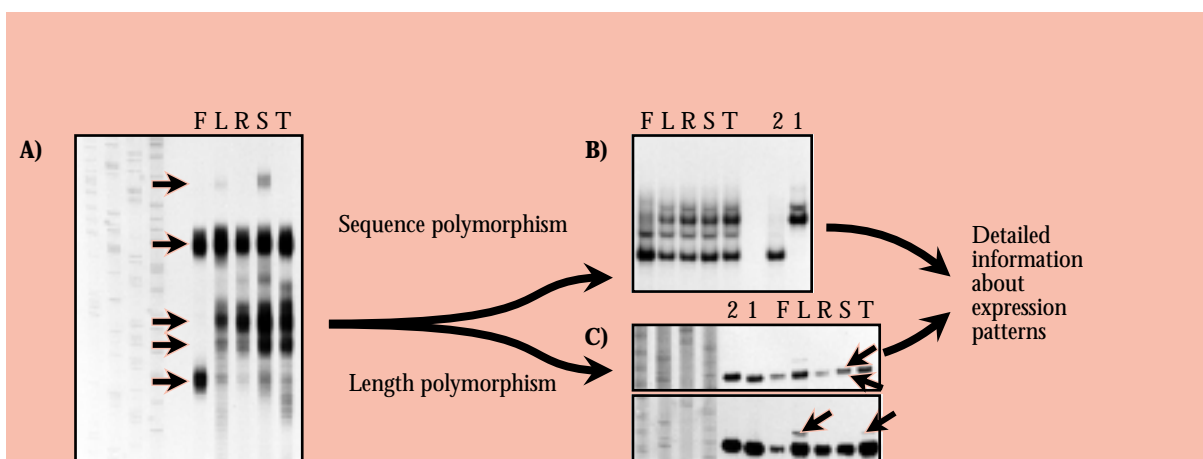 F L R S T
A)
F L R S T 2 1
B)
Sequence polymorphism
Detailed
information
about
expression
patterns
2 1 F L R S T
C)
Length polymorphism